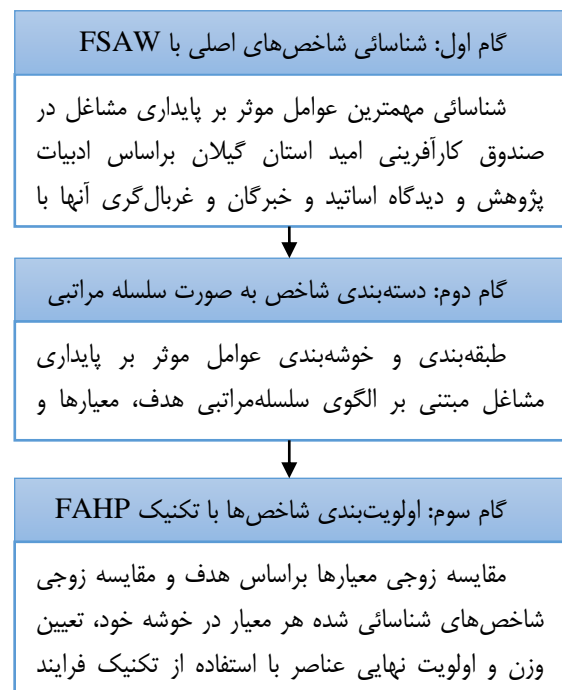 گام اول: شناسائی شاخص‌های اصلی با FSAW
شناسائی مهمترین عوامل موثر بر پایداری مشاغل در
صندوق کارآفرینی امید استان گیلان براساس ادبیات
پژوهش و دیدگاه اساتید و خبرگان و غربال‌گری آنها با
گام دوم: دسته‌بندی شاخص به صورت سلسله مراتبی
طبقه‌بندی و خوشه‌بندی عوامل موثر بر پایداری
مشاغل مبتنی بر الگوی سلسله‌مراتبی هدف، معیارها و
گام سوم: اولویت‌بندی شاخص‌ها با تکنیک FAHP
مقایسه زوجی معیارها براساس هدف و مقایسه زوجی
شاخص‌های شناسائی شده هر معیار در خوشه خود، تعیین
وزن و اولویت نهایی عناصر با استفاده از تکنیک فرایند